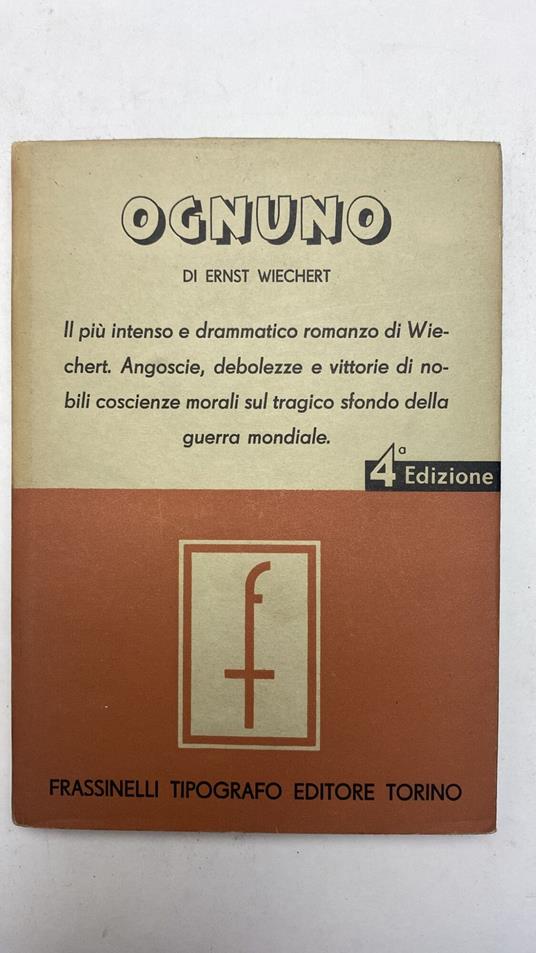 OGNUNO
DI ERNST WIECHERT
Il più intenso e drammatico romanzo di Wie-
chert. Angoscie, debolezze e vittorie di no-
bili coscienze morali sul tragico sfondo della
guerra mondiale.
4a Edizione
f
FRASSINELLI TIPOGRAFO EDITORE TORINO